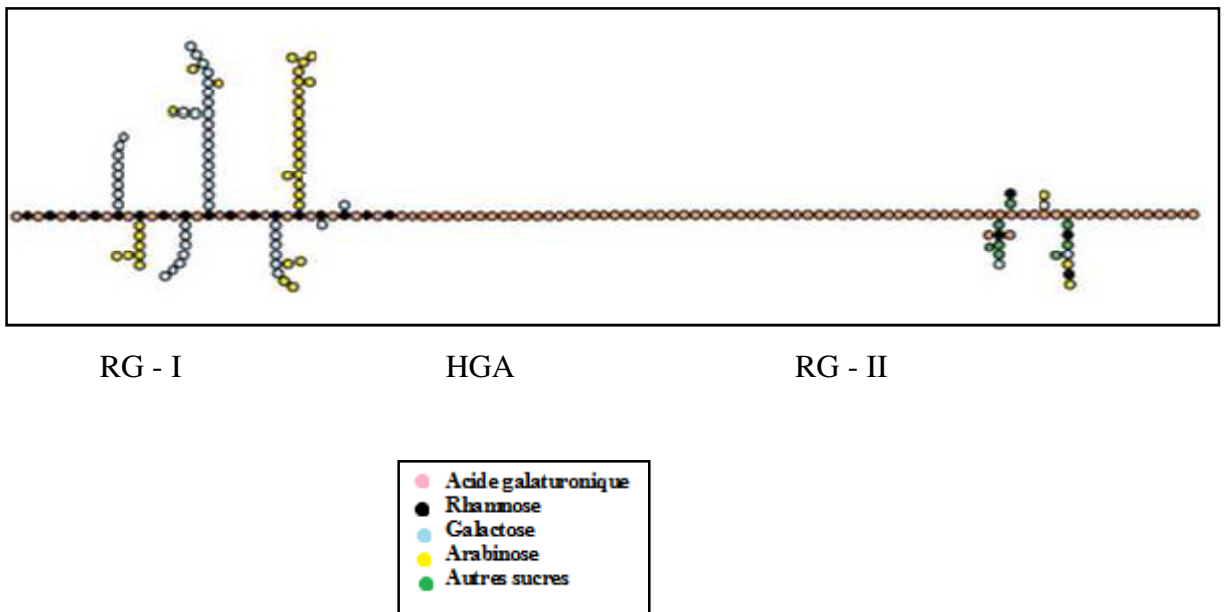 RG - I HGA RG - II
Acide galaturonique
Rhamnose
Galactose
Arabinose
Autres sucres